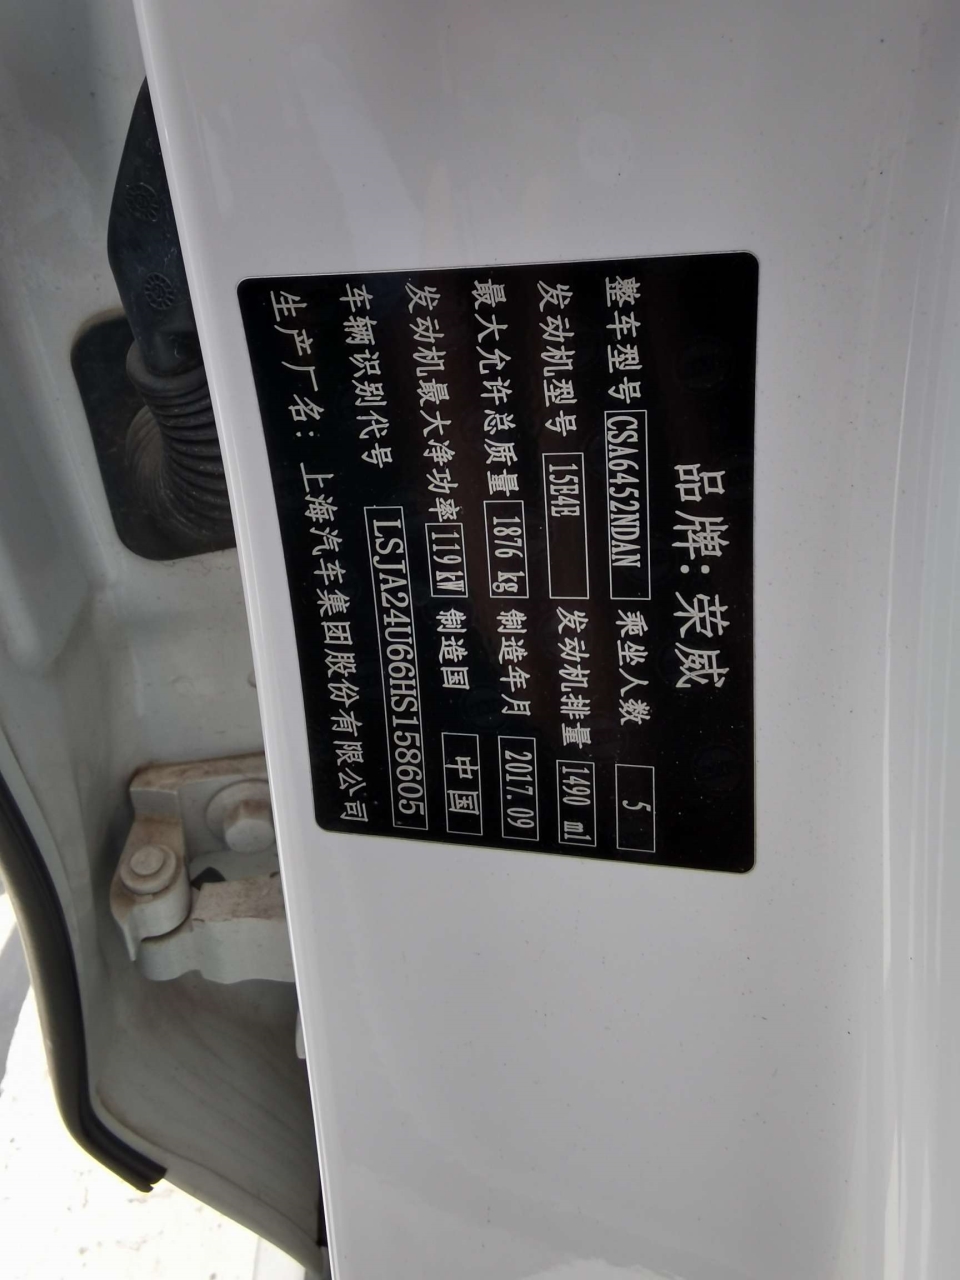 品牌: 荣威
整车型号 CSA6452NDAN 乘坐人数 5
发动机型号 15E4E 发动机排量 1490 ml
最大允许总质量 1876 kg 制造年月 2017.09
发动机最大净功率 119 kW 制造国 中国
车辆识别代号 LSJA24U66HS158605
生产厂名: 上海汽车集团股份有限公司